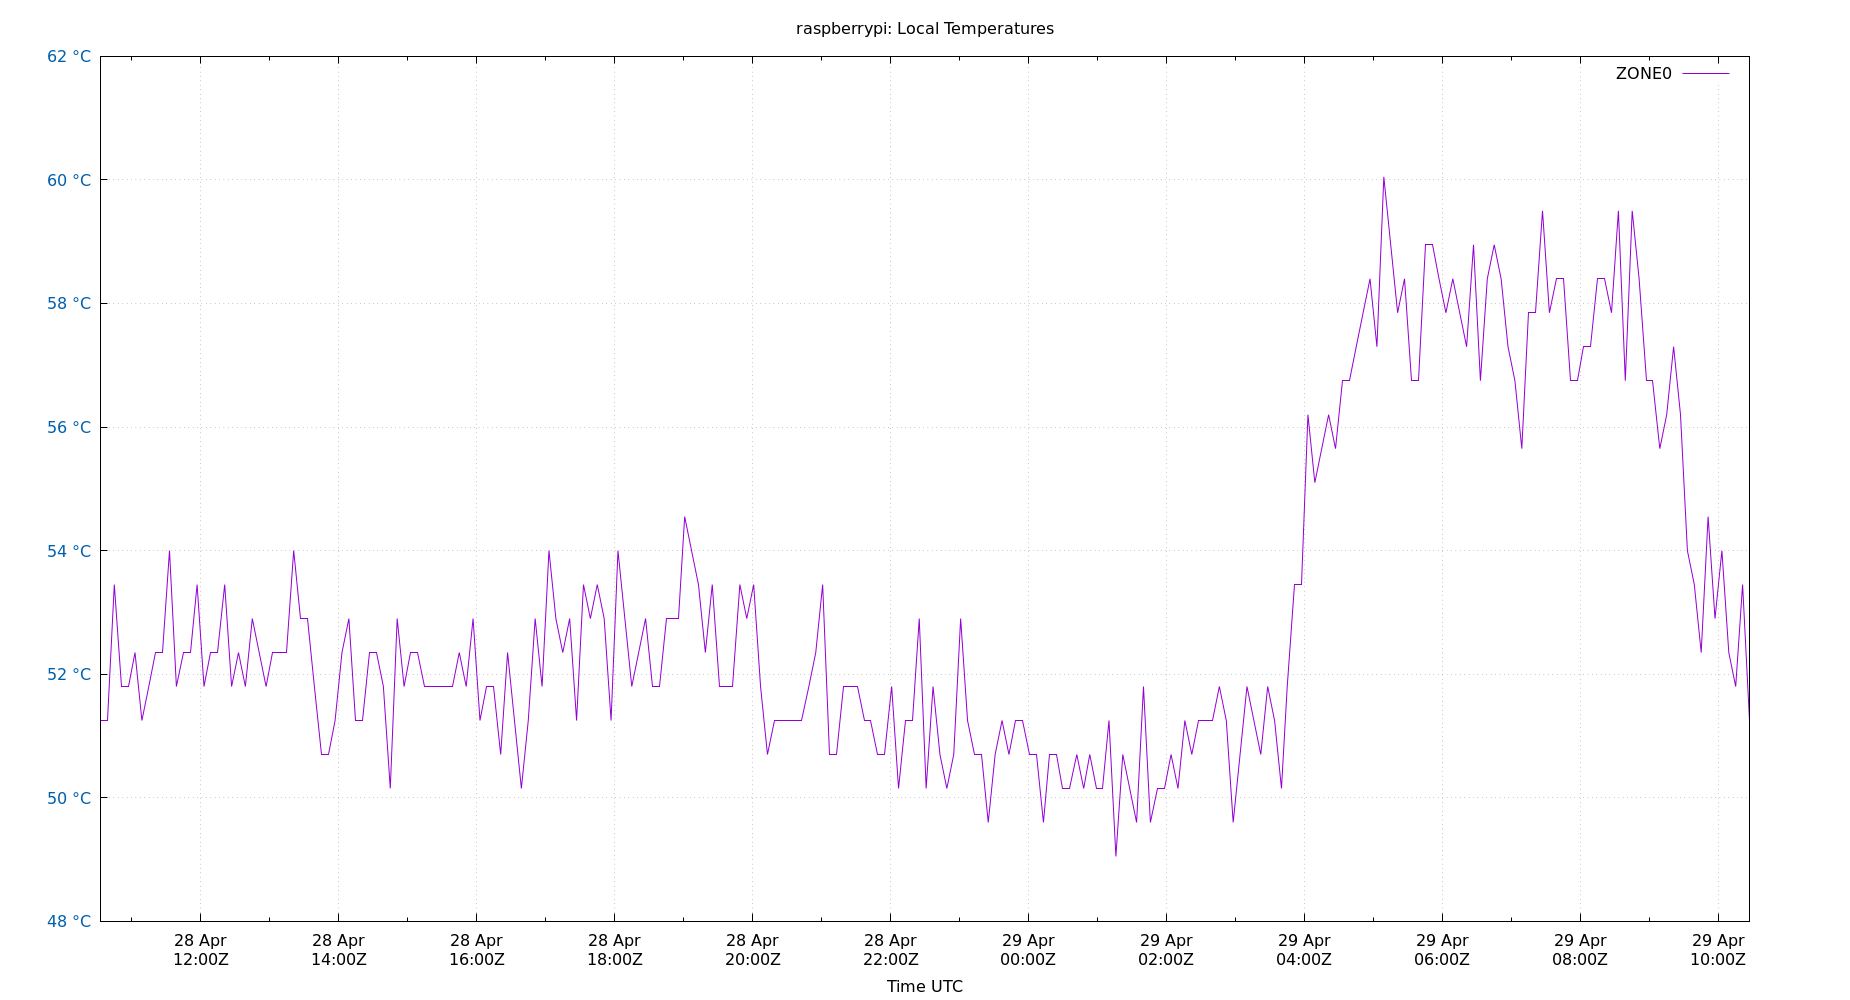 raspberrypi: Local Temperatures
62 °C
ZONE0
60 °C
58 °C
56 °C
54 °C
52 °C
50 °C
48 °C
28 Apr 28 Apr 28 Apr 28 Apr 28 Apr 28 Apr 29 Apr 29 Apr 29 Apr 29 Apr 29 Apr 29 Apr
12:00Z 14:00Z 16:00Z 18:00Z 20:00Z 22:00Z 00:00Z 02:00Z 04:00Z 06:00Z 08:00Z 10:00Z
Time UTC